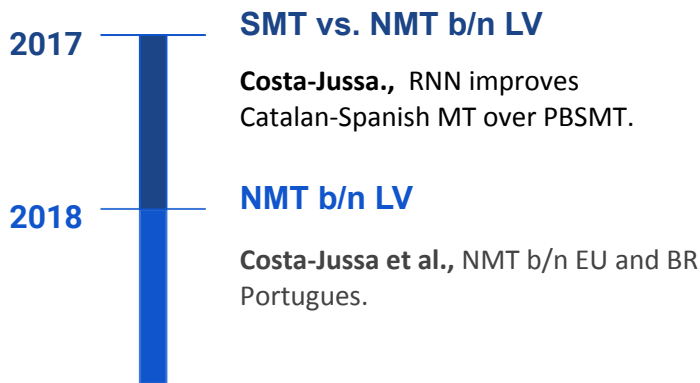 2017
SMT vs. NMT b/n LV
Costa-Jussa., RNN improves
Catalan-Spanish MT over PBSMT.
2018
NMT b/n LV
Costa-Jussa et al., NMT b/n EU and BR
Portugues.